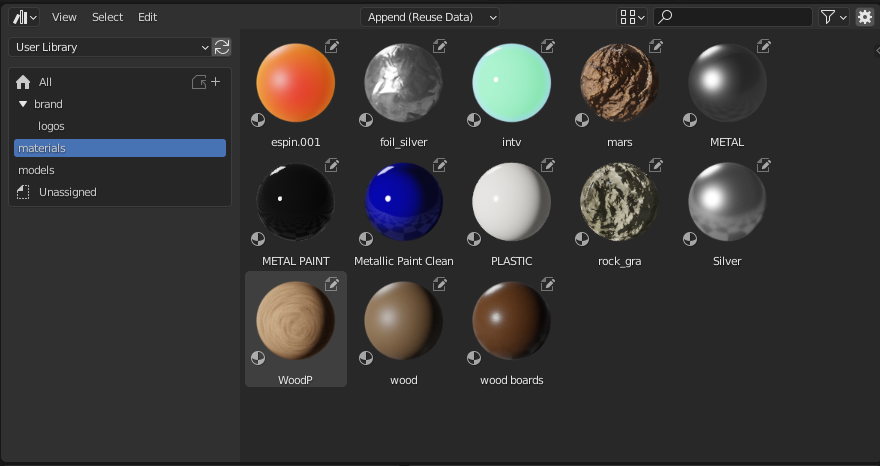 View Select Edit Append (Reuse Data)
User Library
All
brand
logos
materials
models
Unassigned
espin.001 foil_silver intv mars METAL
METAL PAINT Metallic Paint Clean PLASTIC rock_gra Silver
WoodP wood wood boards